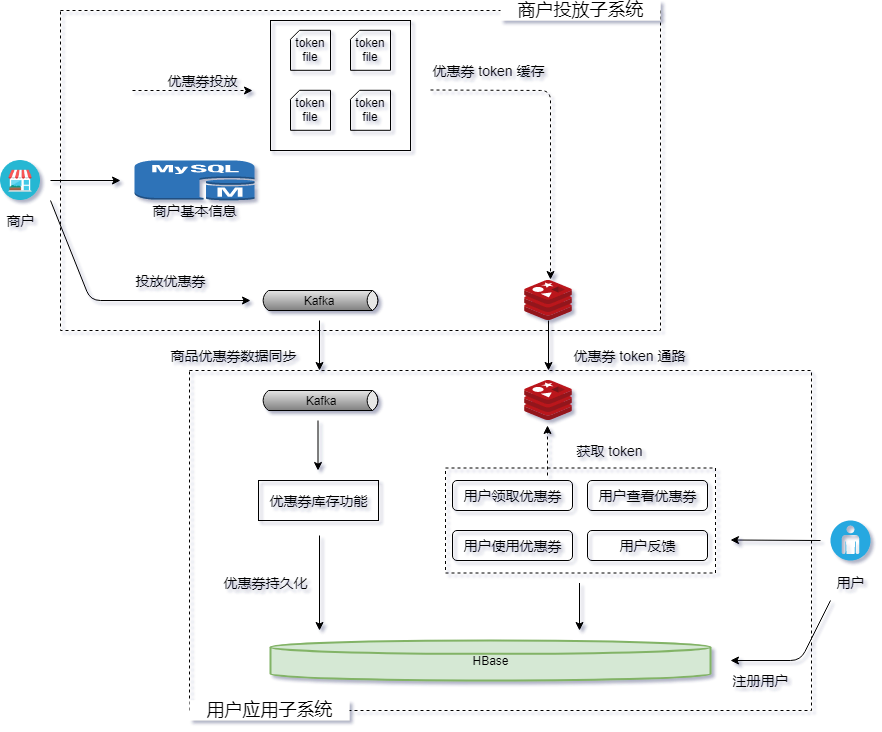 商户投放子系统
token
file
token
file
优惠券投放
优惠券 token 缓存
token
file
token
file
MySQL
M
商户基本信息
商户
投放优惠券
Kafka
商品优惠券数据同步
优惠券 token 通路
Kafka
获取 token
优惠券库存功能
用户领取优惠券
用户查看优惠券
用户使用优惠券
用户反馈
用户
优惠券持久化
HBase
注册用户
用户应用子系统